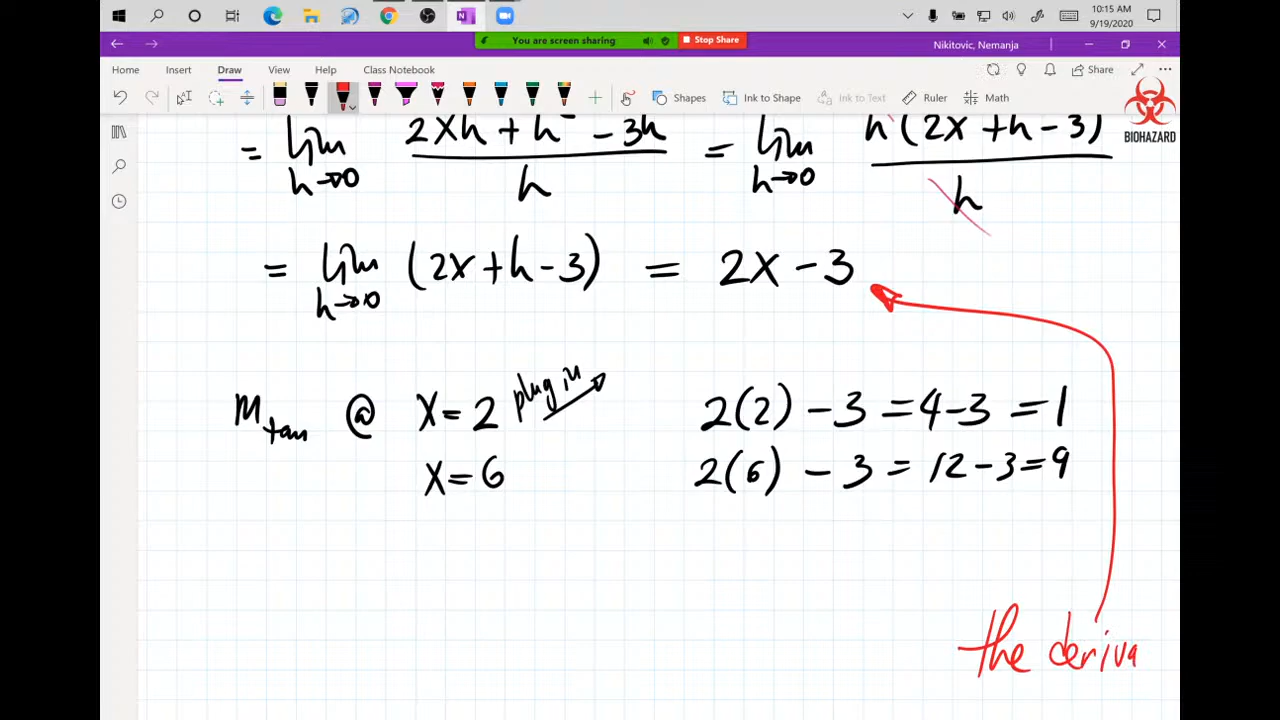 10:15 AM
9/19/2020
You are screen sharing
Stop Share
Nikitovic, Nemanja
Home Insert Draw View Help Class Notebook
Share
Shapes Ink to Shape Ink to Text Ruler Math
BIOHAZARD
= lim h→0 (2xh + h² - 3h)/h = lim h→0 h(2x + h - 3)/h
= lim h→0 (2x + h - 3) = 2x - 3
m tan @ x = 2 plug in 2(2) - 3 = 4 - 3 = 1
x = 6 2(6) - 3 = 12 - 3 = 9
the deriva